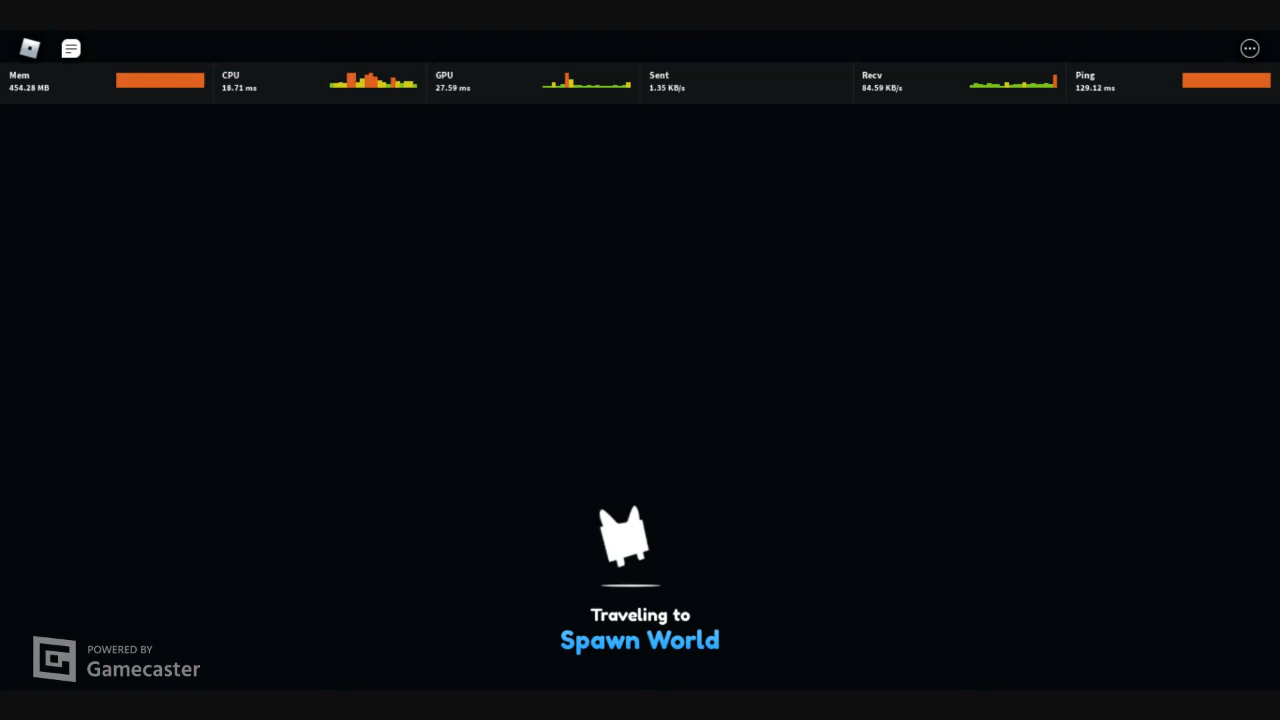 Mem
454.28 MB
CPU
18.71 ms
GPU
27.59 ms
Sent
1.35 KB/s
Recv
84.59 KB/s
Ping
129.12 ms
Traveling to
Spawn World
POWERED BY
Gamecaster